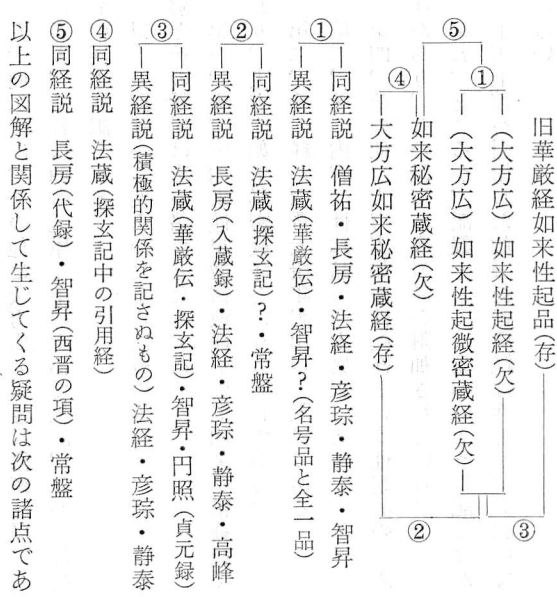 旧華厳経如来性起品(存)
(大方広) 如来性起経(欠)
①
(大方広) 如来性起微密蔵経(欠)
③
②
⑤
如来秘密蔵経(欠)
④
大方広如来秘密蔵経(存)
① 同経説 僧祐・長房・法経・彦琮・静泰・智昇
異経説 法蔵(華厳伝)・智昇?(名号品と全一品)
② 同経説 法蔵(探玄記)?・常盤
異経説 長房(入蔵録)・法経・彦琮・静泰・高峰
③ 同経説 法蔵(華厳伝・探玄記)・智昇・円照(貞元録)
異経説(積極的関係を記さぬもの)法経・彦琮・静泰
④ 同経説 法蔵(探玄記中の引用経)
⑤ 同経説 長房(代録)・智昇(西晋の項)・常盤
以上の図解と関係して生じてくる疑問は次の諸点であ